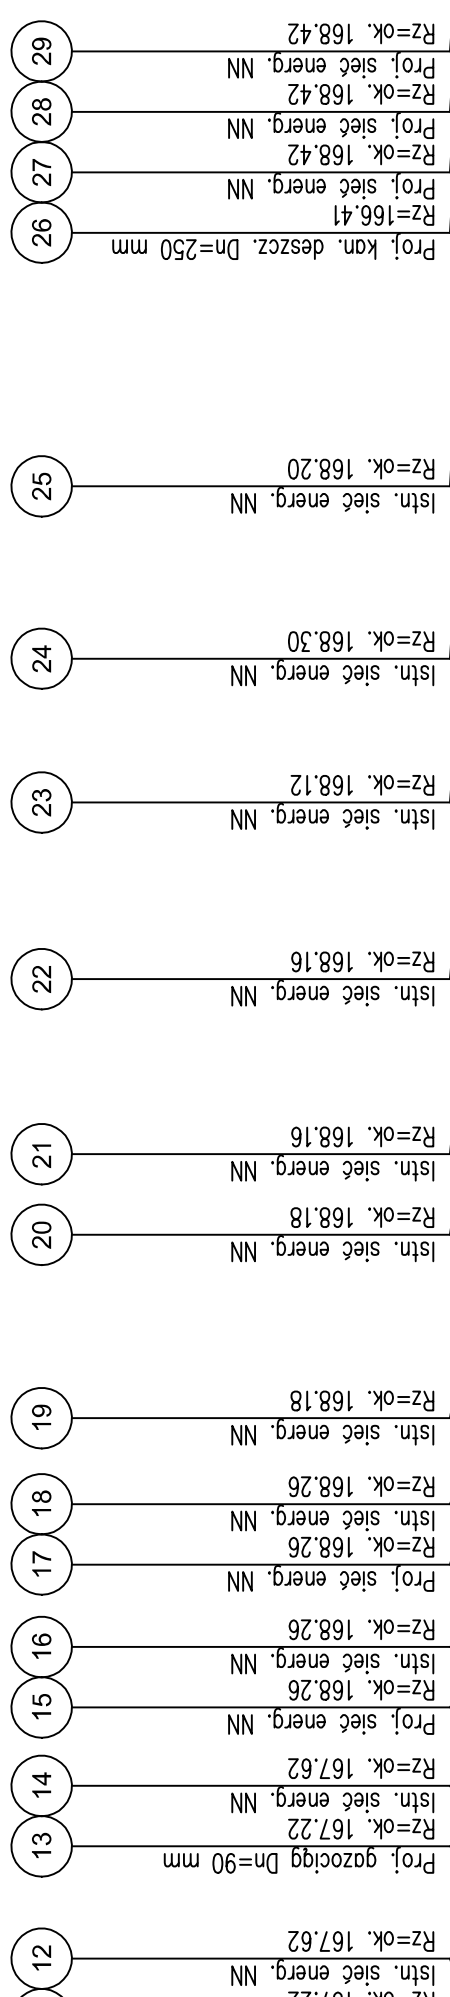 12
Istn. sieć energ. NN
Rz=ok. 167.62
13
Proj. gazociąg Dn=90 mm
Rz=ok. 167.22
14
Istn. sieć energ. NN
Rz=ok. 167.62
15
Proj. sieć energ. NN
Rz=ok. 168.26
16
Istn. sieć energ. NN
Rz=ok. 168.26
17
Proj. sieć energ. NN
Rz=ok. 168.26
18
Istn. sieć energ. NN
Rz=ok. 168.26
19
Istn. sieć energ. NN
Rz=ok. 168.18
20
Istn. sieć energ. NN
Rz=ok. 168.18
21
Istn. sieć energ. NN
Rz=ok. 168.16
22
Istn. sieć energ. NN
Rz=ok. 168.16
23
Istn. sieć energ. NN
Rz=ok. 168.12
24
Istn. sieć energ. NN
Rz=ok. 168.30
25
Istn. sieć energ. NN
Rz=ok. 168.20
26
Proj. kan. deszcz. Dn=250 mm
Rz=166.41
27
Proj. sieć energ. NN
Rz=ok. 168.42
28
Proj. sieć energ. NN
Rz=ok. 168.42
29
Proj. sieć energ. NN
Rz=ok. 168.42